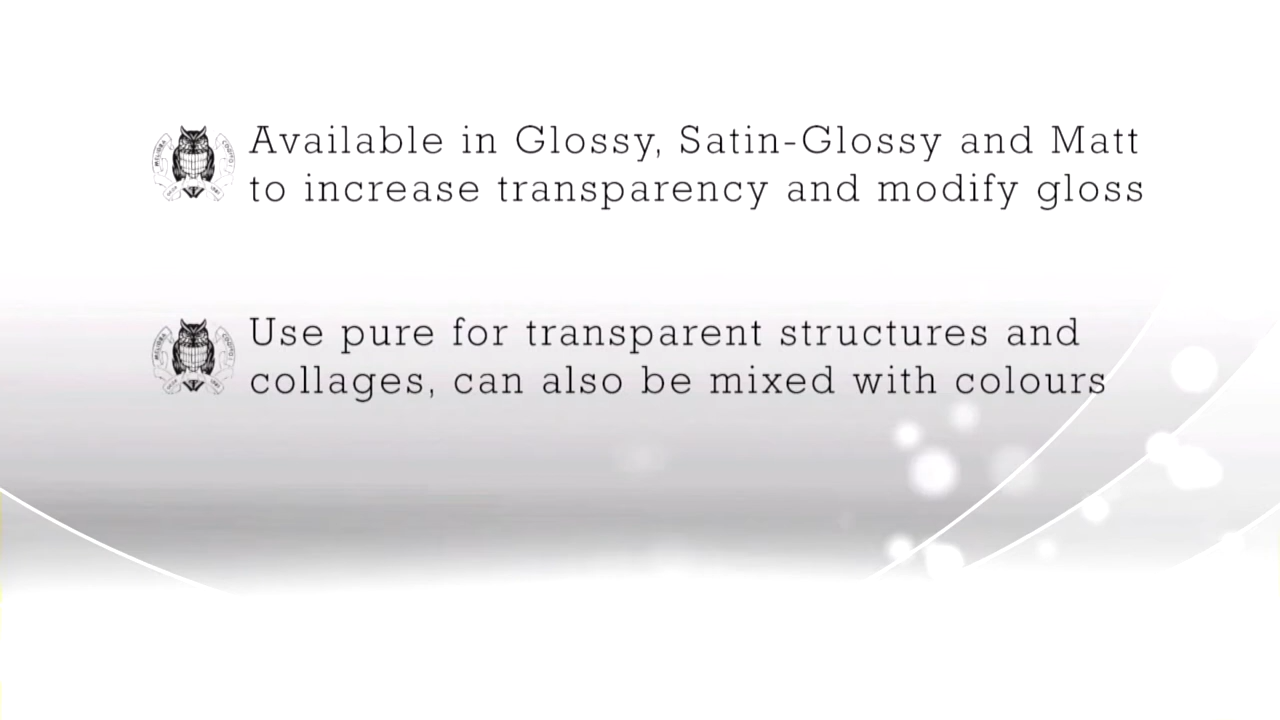 Available in Glossy, Satin-Glossy and Matt
to increase transparency and modify gloss
Use pure for transparent structures and
collages, can also be mixed with colours